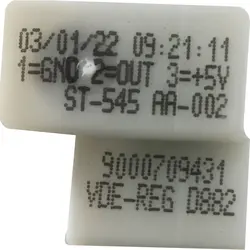 03/01/22 09:21:11
1=GND 2=OUT 3=+5V
ST-545 AA-002
9000709431
VDE-REG D882